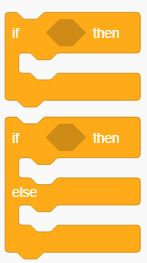 if then
if then
else